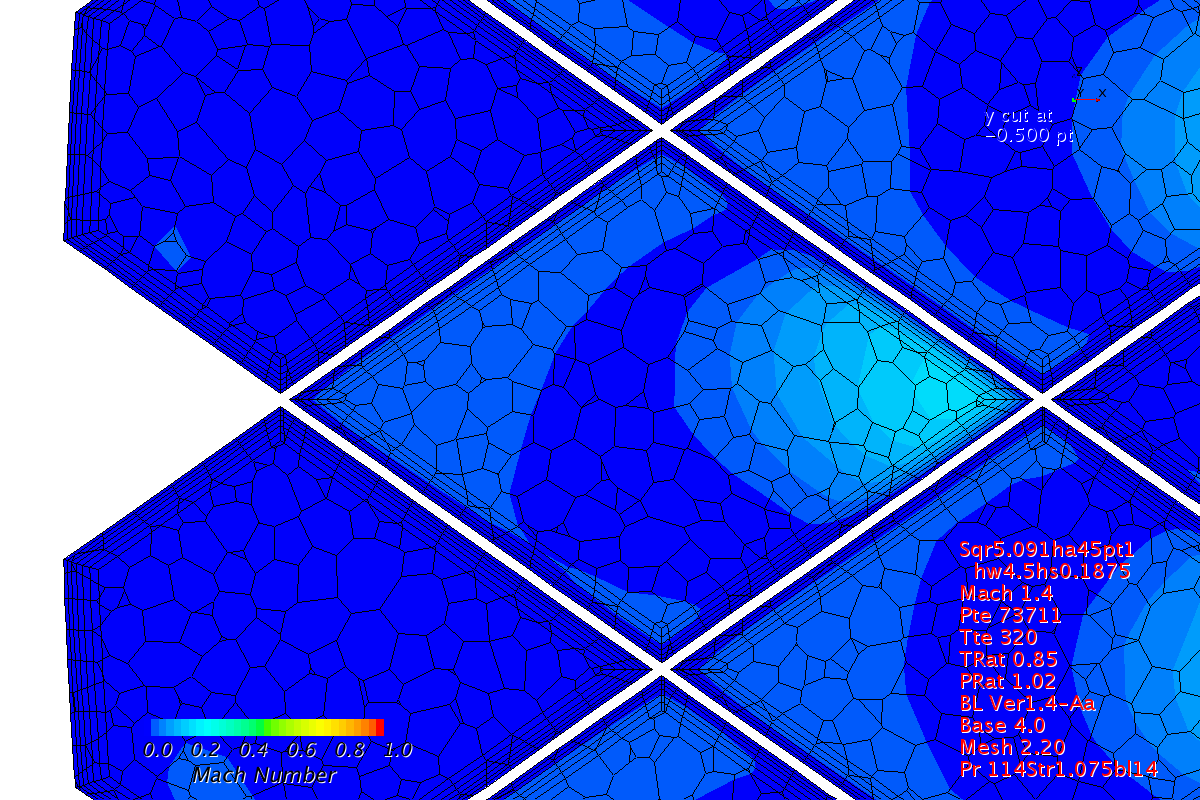 Y X
y cut at
−0.500 pt
Sqr5.091ha45pt1
hw4.5hs0.1875
Mach 1.4
Pte 73711
Tte 320
TRat 0.85
PRat 1.02
BL Ver1.4-Aa
Base 4.0
Mesh 2.20
Pr 114Str1.075bl14
0.0 0.2 0.4 0.6 0.8 1.0
Mach Number